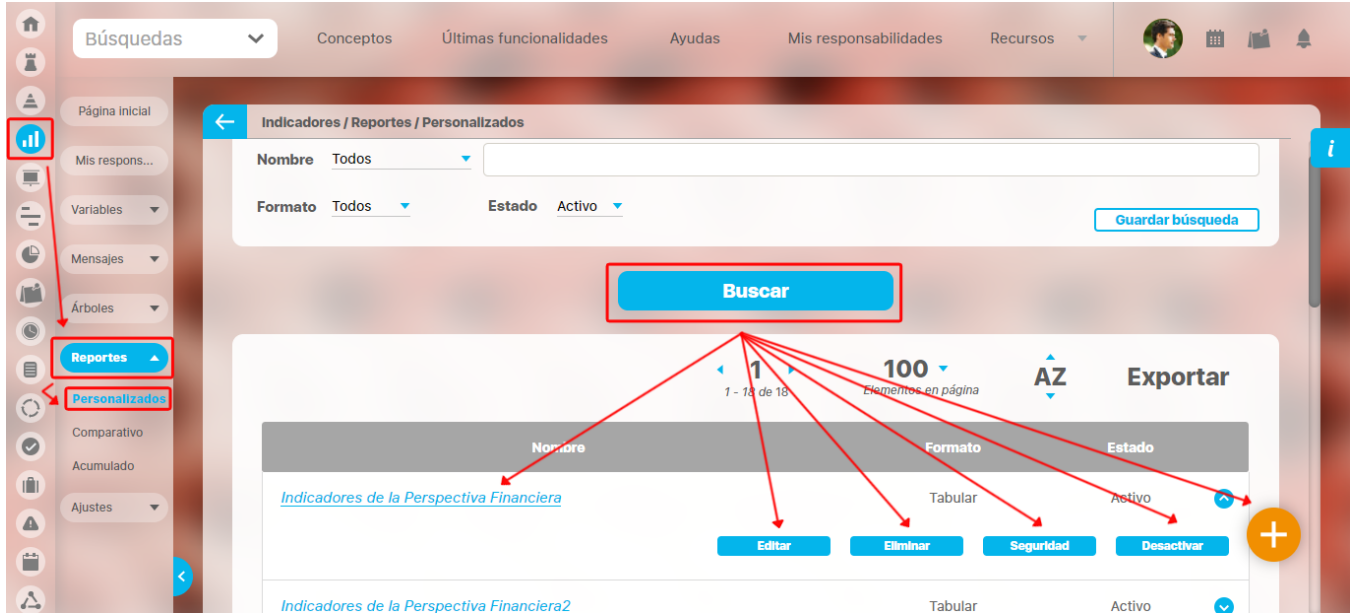 Búsquedas
Conceptos
Últimas funcionalidades
Ayudas
Mis responsabilidades
Recursos
Página inicial
Mis respons...
Variables
Mensajes
Árboles
Reportes
Personalizados
Comparativo
Acumulado
Ajustes
Indicadores / Reportes / Personalizados
i
Nombre Todos
Formato Todos Estado Activo
Guardar búsqueda
Buscar
1 100 AZ Exportar
1 - 18 de 18 Elementos en página
Nombre Formato Estado
Indicadores de la Perspectiva Financiera Tabular Activo
Editar Eliminar Seguridad Desactivar
Indicadores de la Perspectiva Financiera2 Tabular Activo